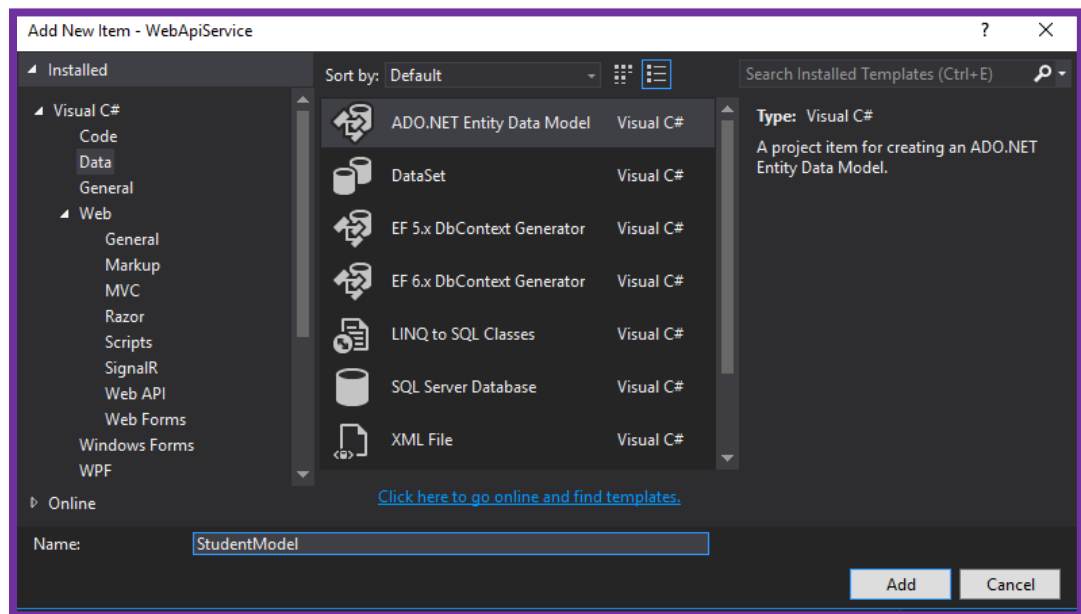 Add New Item - WebApiService
?
Installed
Sort by: Default
Search Installed Templates (Ctrl+E)
Visual C#
Code
Data
General
Web
General
Markup
MVC
Razor
Scripts
SignalR
Web API
Web Forms
Windows Forms
WPF
Online
ADO.NET Entity Data Model Visual C#
DataSet Visual C#
EF 5.x DbContext Generator Visual C#
EF 6.x DbContext Generator Visual C#
LINQ to SQL Classes Visual C#
SQL Server Database Visual C#
XML File Visual C#
Click here to go online and find templates.
Type: Visual C#
A project item for creating an ADO.NET
Entity Data Model.
Name: StudentModel
Add Cancel